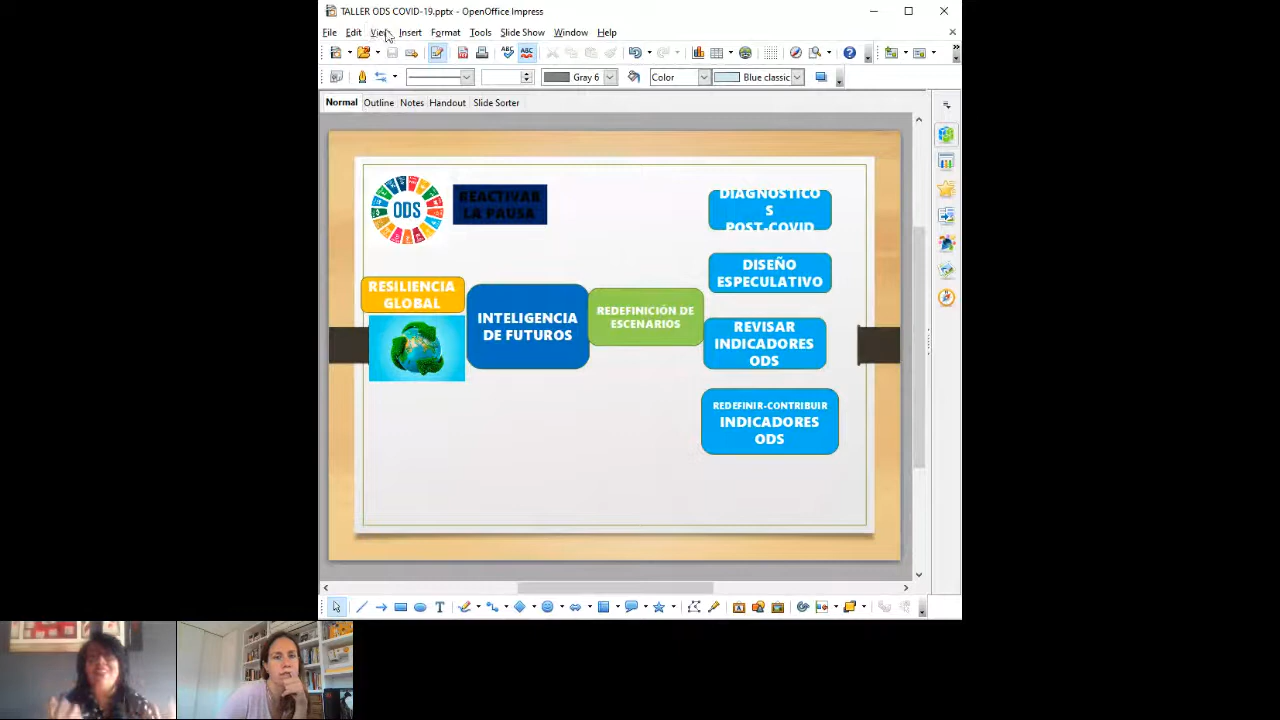 TALLER ODS COVID-19.pptx - OpenOffice Impress
File Edit View Insert Format Tools Slide Show Window Help
Gray 6 Color Blue classic
Normal Outline Notes Handout Slide Sorter
ODS
REACTIVAR
LA PAUSA
RESILIENCIA
GLOBAL
INTELIGENCIA
DE FUTUROS
REDEFINICIÓN DE
ESCENARIOS
DIAGNOSTICO
S
POST-COVID
DISEÑO
ESPECULATIVO
REVISAR
INDICADORES
ODS
REDEFINIR-CONTRIBUIR
INDICADORES
ODS